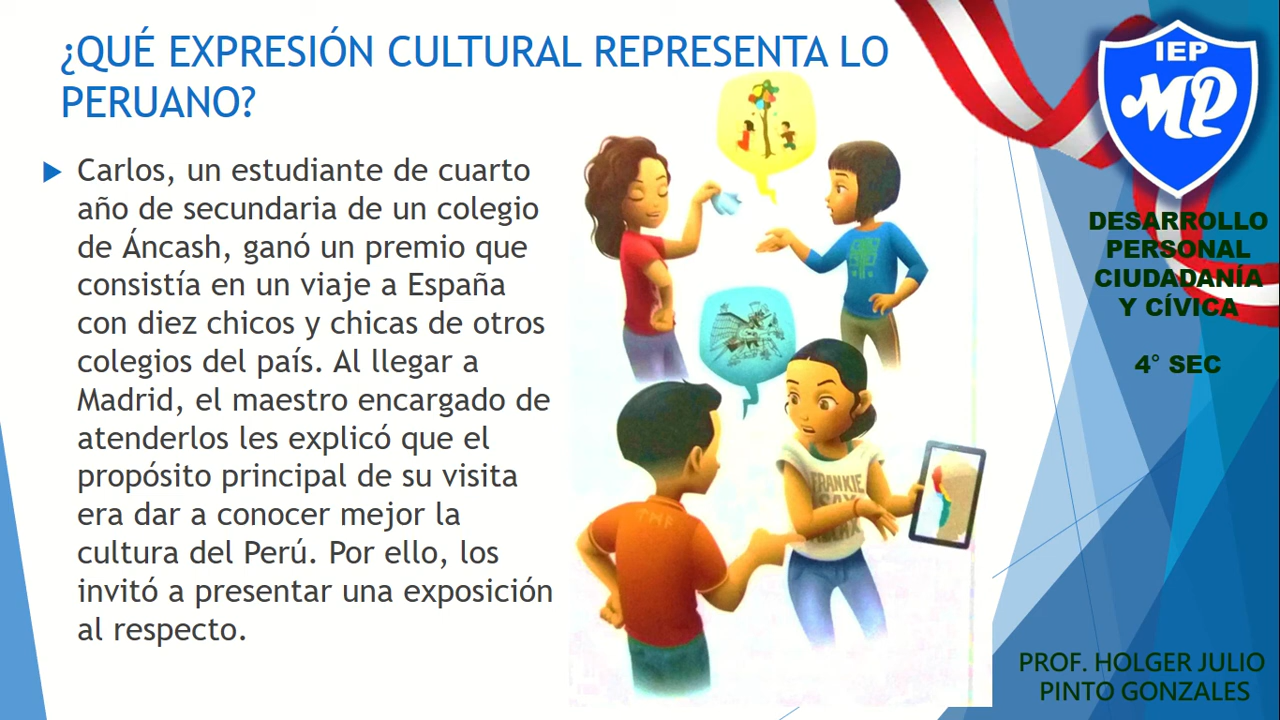 ¿QUÉ EXPRESIÓN CULTURAL REPRESENTA LO
PERUANO?
Carlos, un estudiante de cuarto
año de secundaria de un colegio
de Áncash, ganó un premio que
consistía en un viaje a España
con diez chicos y chicas de otros
colegios del país. Al llegar a
Madrid, el maestro encargado de
atenderlos les explicó que el
propósito principal de su visita
era dar a conocer mejor la
cultura del Perú. Por ello, los
invitó a presentar una exposición
al respecto.
FRANKIE
SAY
RELAX
IEP
MP
DESARROLLO
PERSONAL
CIUDADANÍA
Y CÍVICA
4° SEC
PROF. HOLGER JULIO
PINTO GONZALES